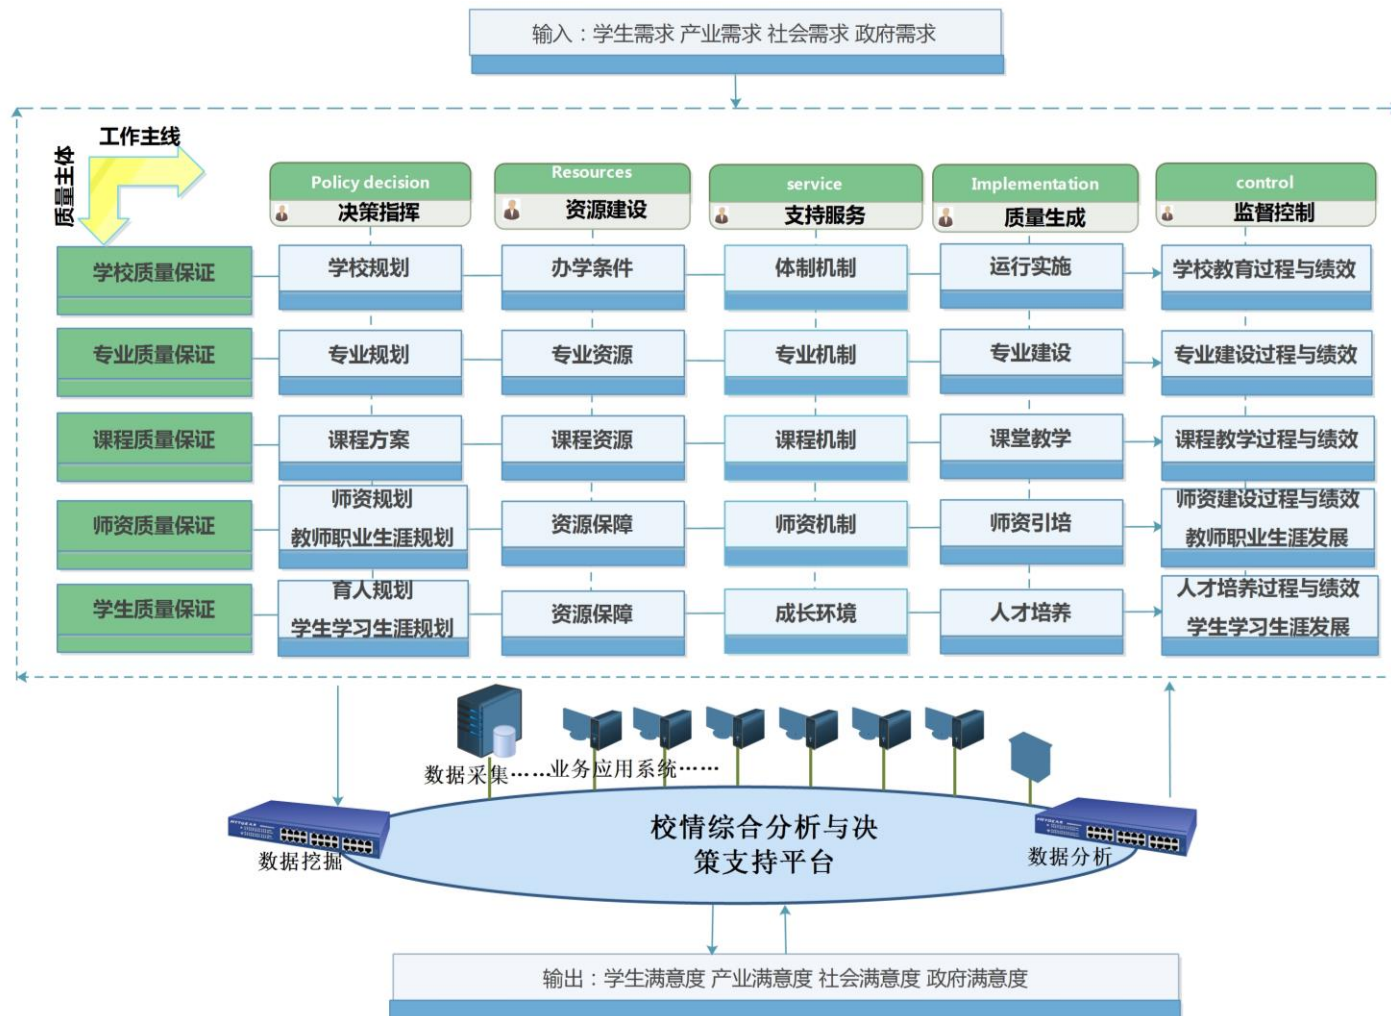 输入：学生需求 产业需求 社会需求 政府需求
工作主线
质量主体
Policy decision
决策指挥
Resources
资源建设
service
支持服务
Implementation
质量生成
control
监督控制
学校质量保证
学校规划
办学条件
体制机制
运行实施
学校教育过程与绩效
专业质量保证
专业规划
专业资源
专业机制
专业建设
专业建设过程与绩效
课程质量保证
课程方案
课程资源
课程机制
课堂教学
课程教学过程与绩效
师资质量保证
师资规划
教师职业生涯规划
资源保障
师资机制
师资引培
师资建设过程与绩效
教师职业生涯发展
学生质量保证
育人规划
学生学习生涯规划
资源保障
成长环境
人才培养
人才培养过程与绩效
学生学习生涯发展
数据采集……业务应用系统……
数据挖掘
校情综合分析与决
策支持平台
数据分析
输出：学生满意度 产业满意度 社会满意度 政府满意度